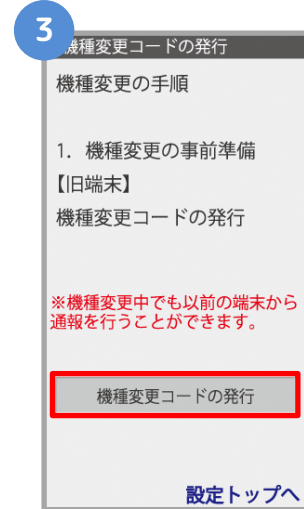 3
機種変更コードの発行
機種変更の手順
1. 機種変更の事前準備
【旧端末】
機種変更コードの発行
※機種変更中でも以前の端末から
通報を行うことができます。
機種変更コードの発行
設定トップへ